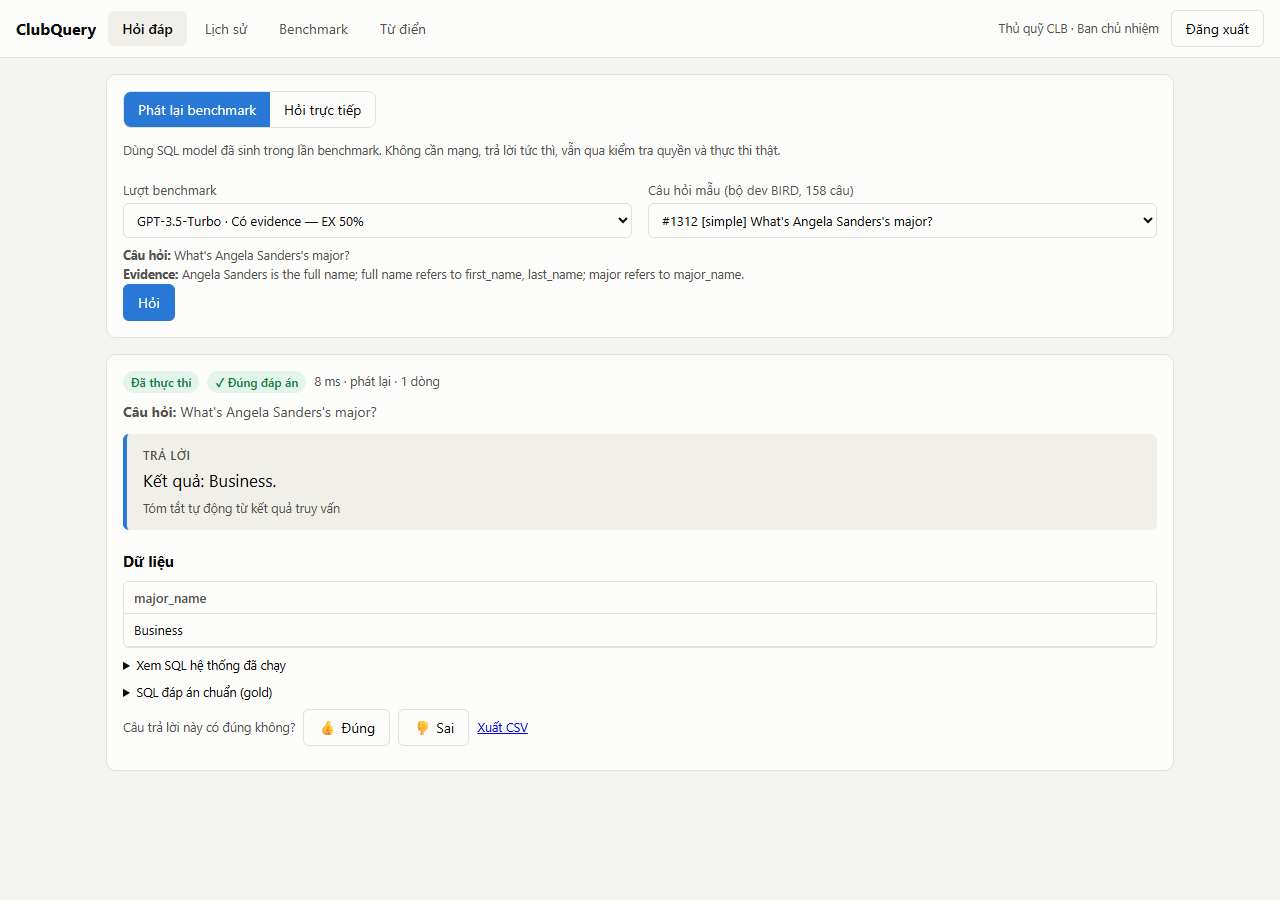 ClubQuery Hỏi đáp Lịch sử Benchmark Từ điển Thủ quỹ CLB · Ban chủ nhiệm Đăng xuất
Phát lại benchmark Hỏi trực tiếp
Dùng SQL model đã sinh trong lần benchmark. Không cần mạng, trả lời tức thì, vẫn qua kiểm tra quyền và thực thi thật.
Lượt benchmark Câu hỏi mẫu (bộ dev BIRD, 158 câu)
GPT-3.5-Turbo · Có evidence — EX 50% #1312 [simple] What's Angela Sanders's major?
Câu hỏi: What's Angela Sanders's major?
Evidence: Angela Sanders is the full name; full name refers to first_name, last_name; major refers to major_name.
Hỏi
Đã thực thi ✓ Đúng đáp án 8 ms · phát lại · 1 dòng
Câu hỏi: What's Angela Sanders's major?
TRẢ LỜI
Kết quả: Business.
Tóm tắt tự động từ kết quả truy vấn
Dữ liệu
major_name
Business
▶ Xem SQL hệ thống đã chạy
▶ SQL đáp án chuẩn (gold)
Câu trả lời này có đúng không? 👍 Đúng 👎 Sai Xuất CSV